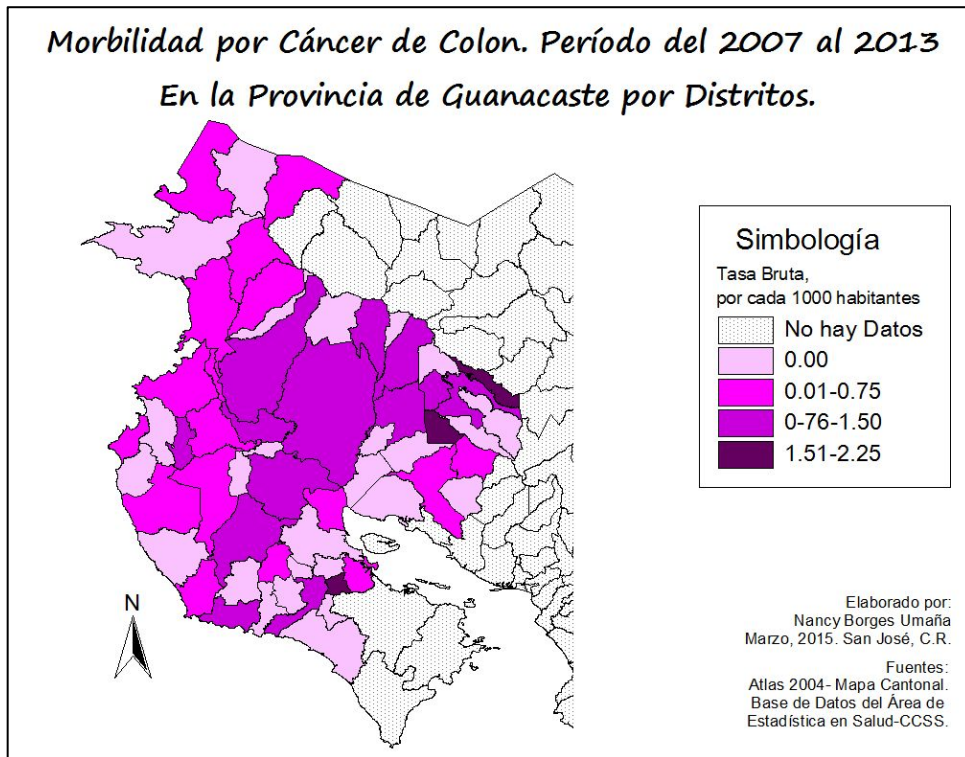 Morbilidad por Cáncer de Colon. Período del 2007 al 2013
En la Provincia de Guanacaste por Distritos.
Simbología
Tasa Bruta,
por cada 1000 habitantes
No hay Datos
0.00
0.01-0.75
0-76-1.50
1.51-2.25
N
Elaborado por:
Nancy Borges Umaña
Marzo, 2015. San José, C.R.
Fuentes:
Atlas 2004- Mapa Cantonal.
Base de Datos del Área de
Estadística en Salud-CCSS.